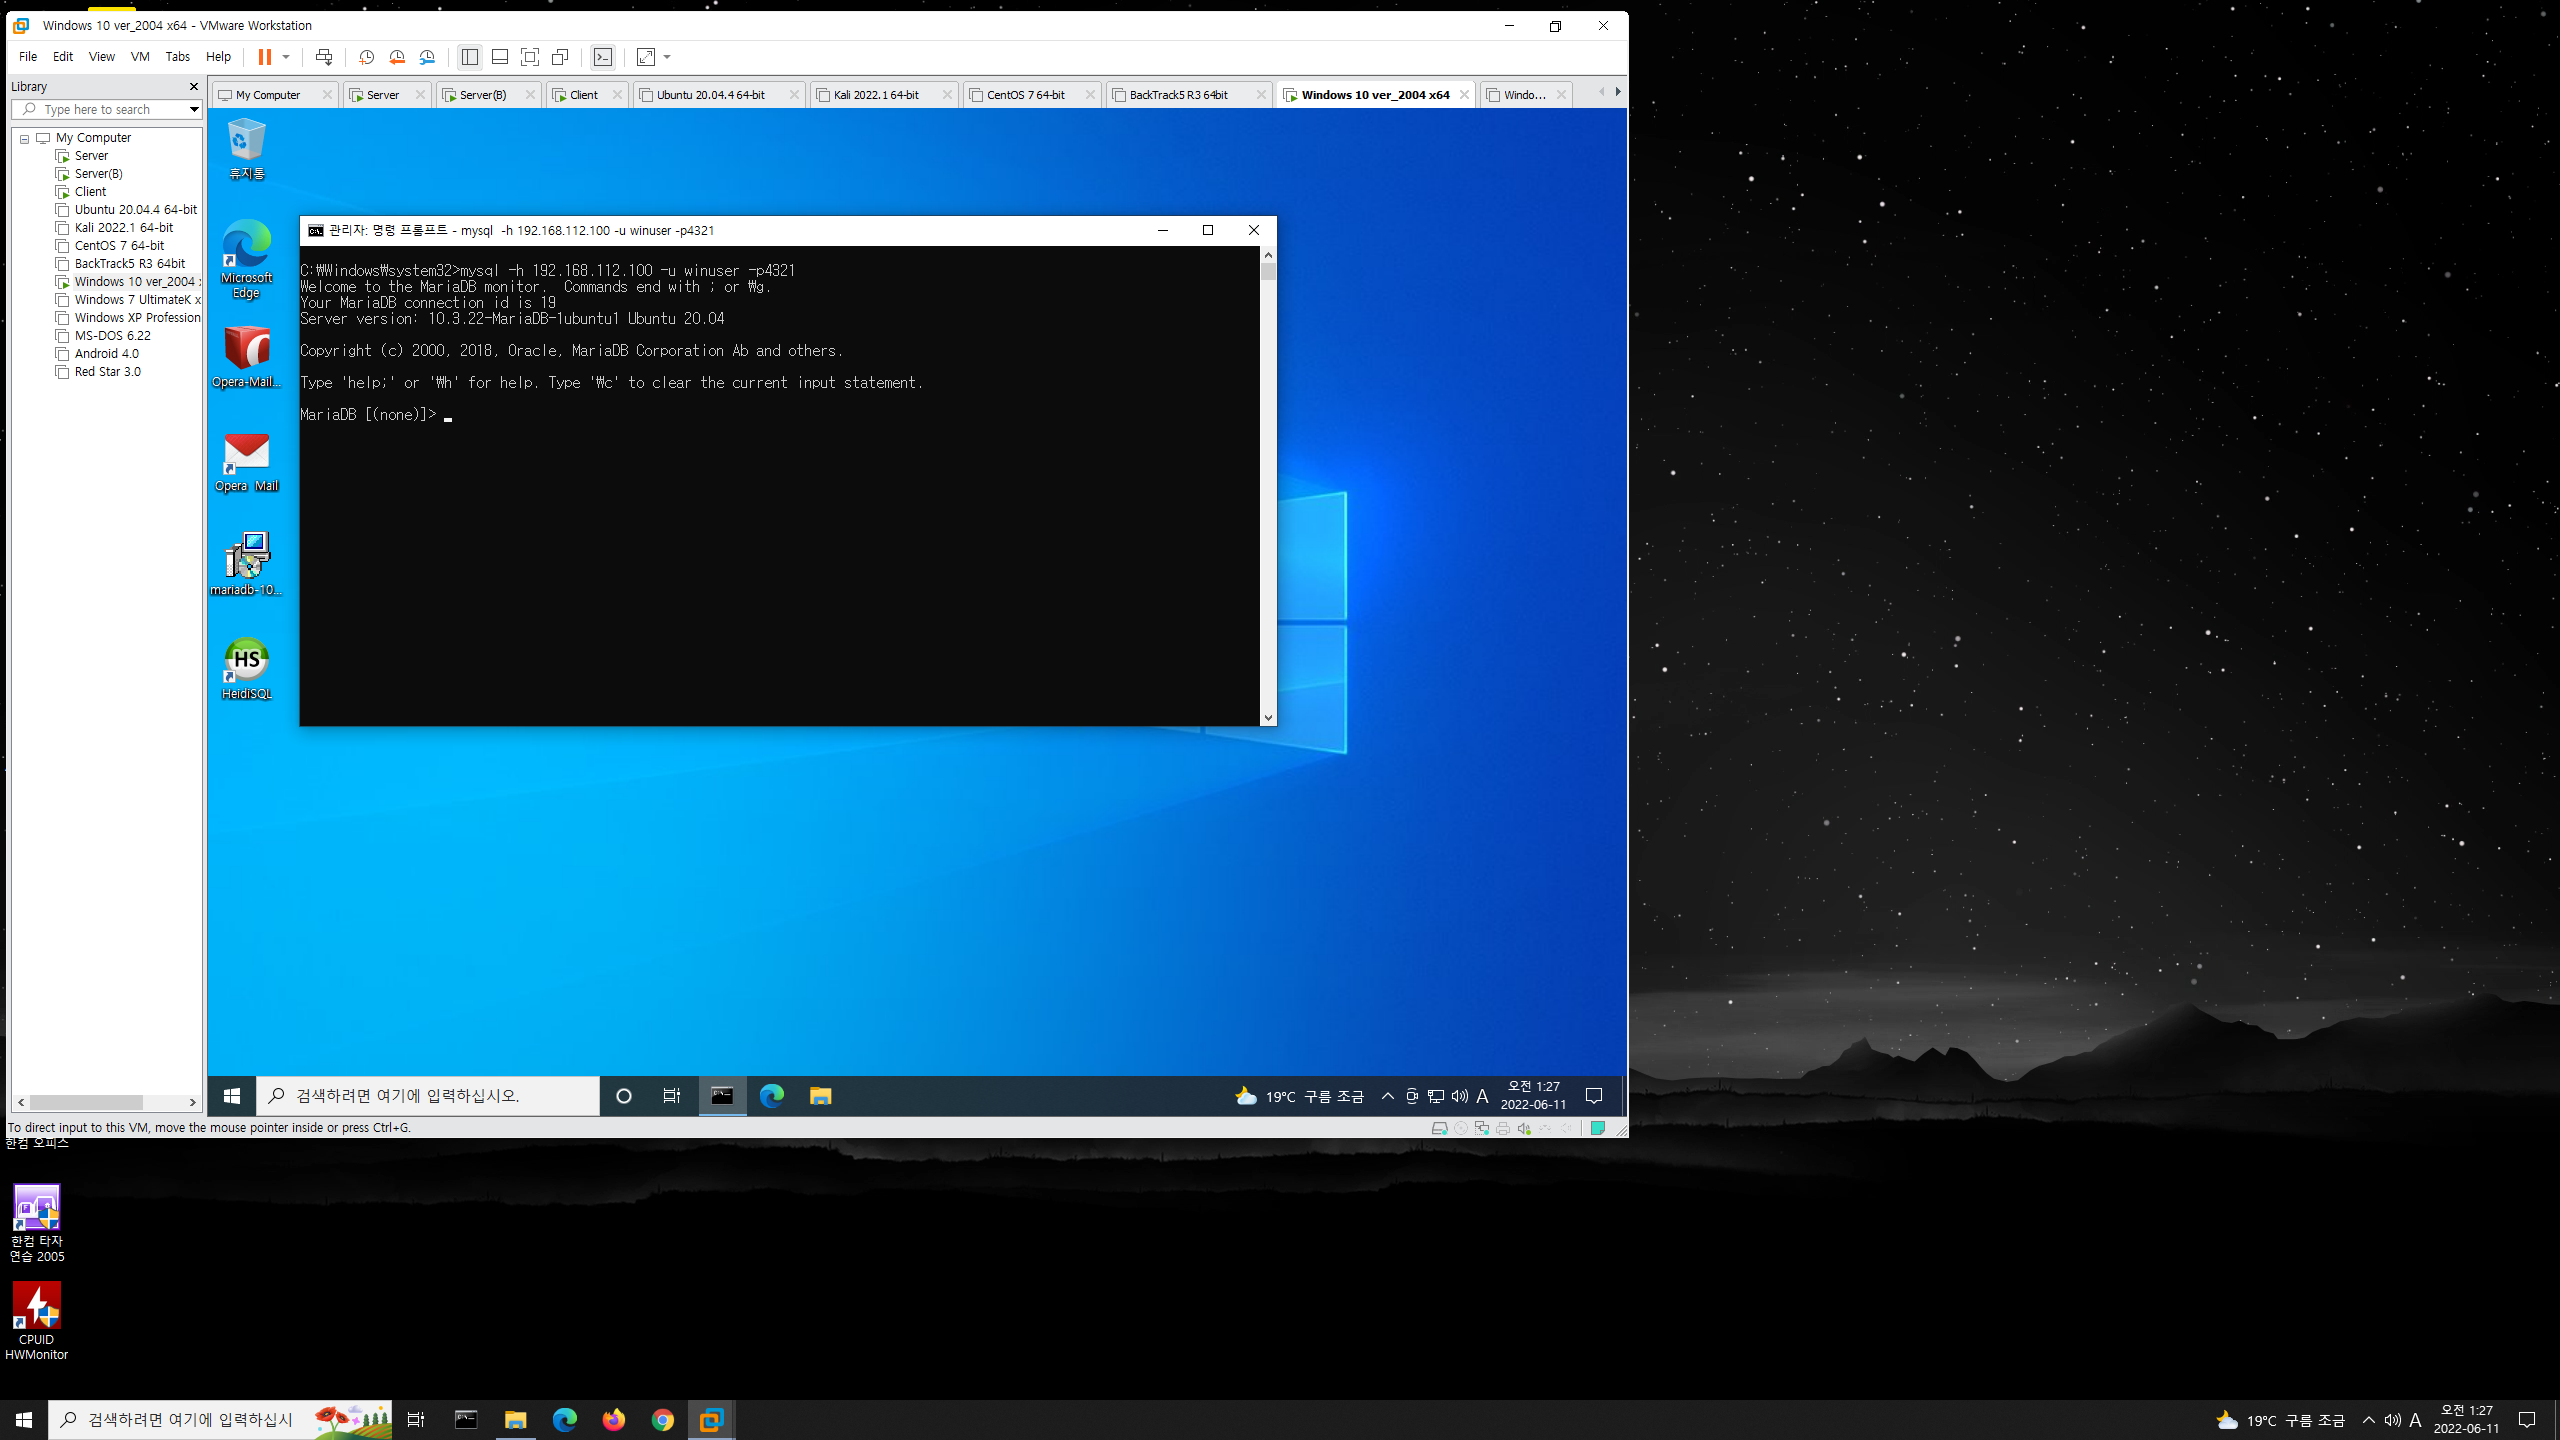 Windows 10 ver_2004 x64 - VMware Workstation
File Edit View VM Tabs Help
Library
Type here to search
My Computer
Server
Server(B)
Client
Ubuntu 20.04.4 64-bit
Kali 2022.1 64-bit
CentOS 7 64-bit
BackTrack5 R3 64bit
Windows 10 ver_2004 x
Windows 7 UltimateK x
Windows XP Profession
MS-DOS 6.22
Android 4.0
Red Star 3.0
My Computer Server Server(B) Client Ubuntu 20.04.4 64-bit Kali 2022.1 64-bit CentOS 7 64-bit BackTrack5 R3 64bit Windows 10 ver_2004 x64 Windo...
휴지통
Microsoft
Edge
Opera-Mail...
Opera Mail
mariadb-10...
HS
HeidiSQL
관리자: 명령 프롬프트 - mysql  -h 192.168.112.100 -u winuser -p4321
C:₩Windows₩system32>mysql -h 192.168.112.100 -u winuser -p4321
Welcome to the MariaDB monitor.  Commands end with ; or ₩g.
Your MariaDB connection id is 19
Server version: 10.3.22-MariaDB-1ubuntu1 Ubuntu 20.04
Copyright (c) 2000, 2018, Oracle, MariaDB Corporation Ab and others.
Type 'help;' or '₩h' for help. Type '₩c' to clear the current input statement.
MariaDB [(none)]>
검색하려면 여기에 입력하십시오.
19°C 구름 조금
A
오전 1:27
2022-06-11
To direct input to this VM, move the mouse pointer inside or press Ctrl+G.
한컴 오피스
한컴 타자
연습 2005
CPUID
HWMonitor
검색하려면 여기에 입력하십시
19°C 구름 조금
A
오전 1:27
2022-06-11